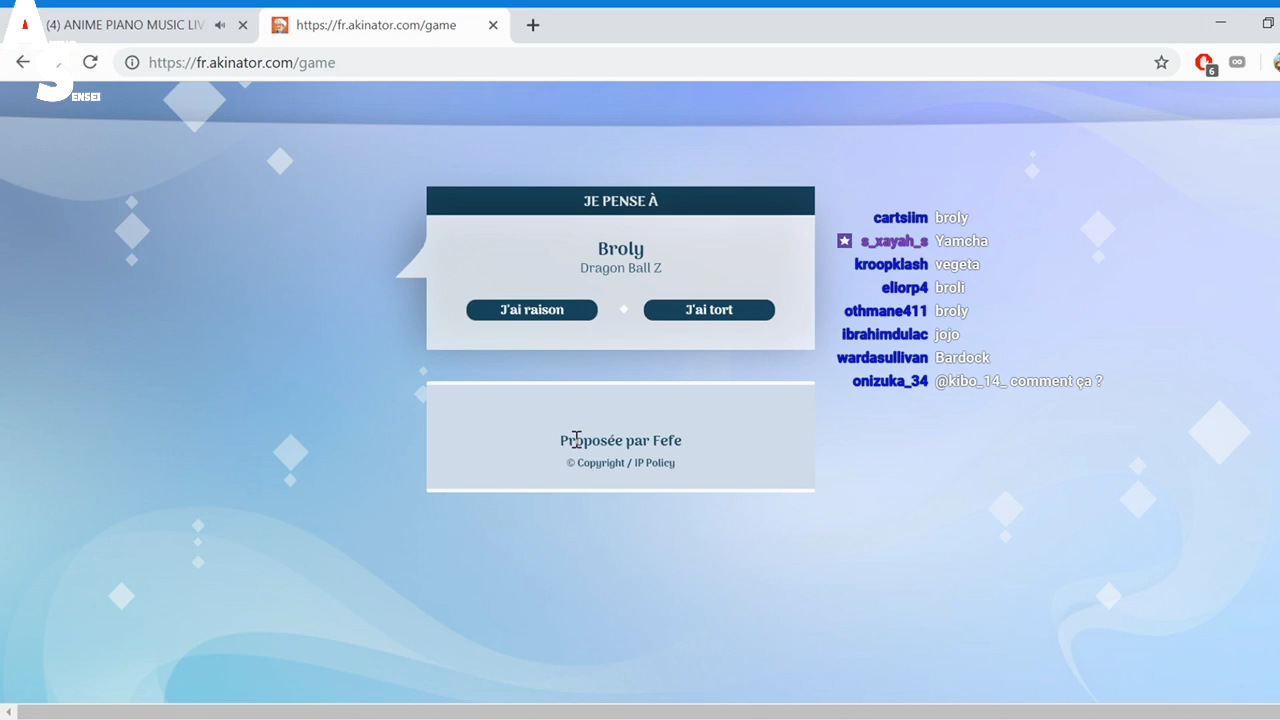 (4) ANIME PIANO MUSIC LIV
https://fr.akinator.com/game
https://fr.akinator.com/game
6
A
S
ENSEI
JE PENSE À
Broly
Dragon Ball Z
J'ai raison
J'ai tort
Proposée par Fefe
© Copyright / IP Policy
cartsiim broly
s_xayah_s Yamcha
kroopklash vegeta
eliorp4 broli
othmane411 broly
ibrahimdulac jojo
wardasullivan Bardock
onizuka_34 @kibo_14_ comment ça ?